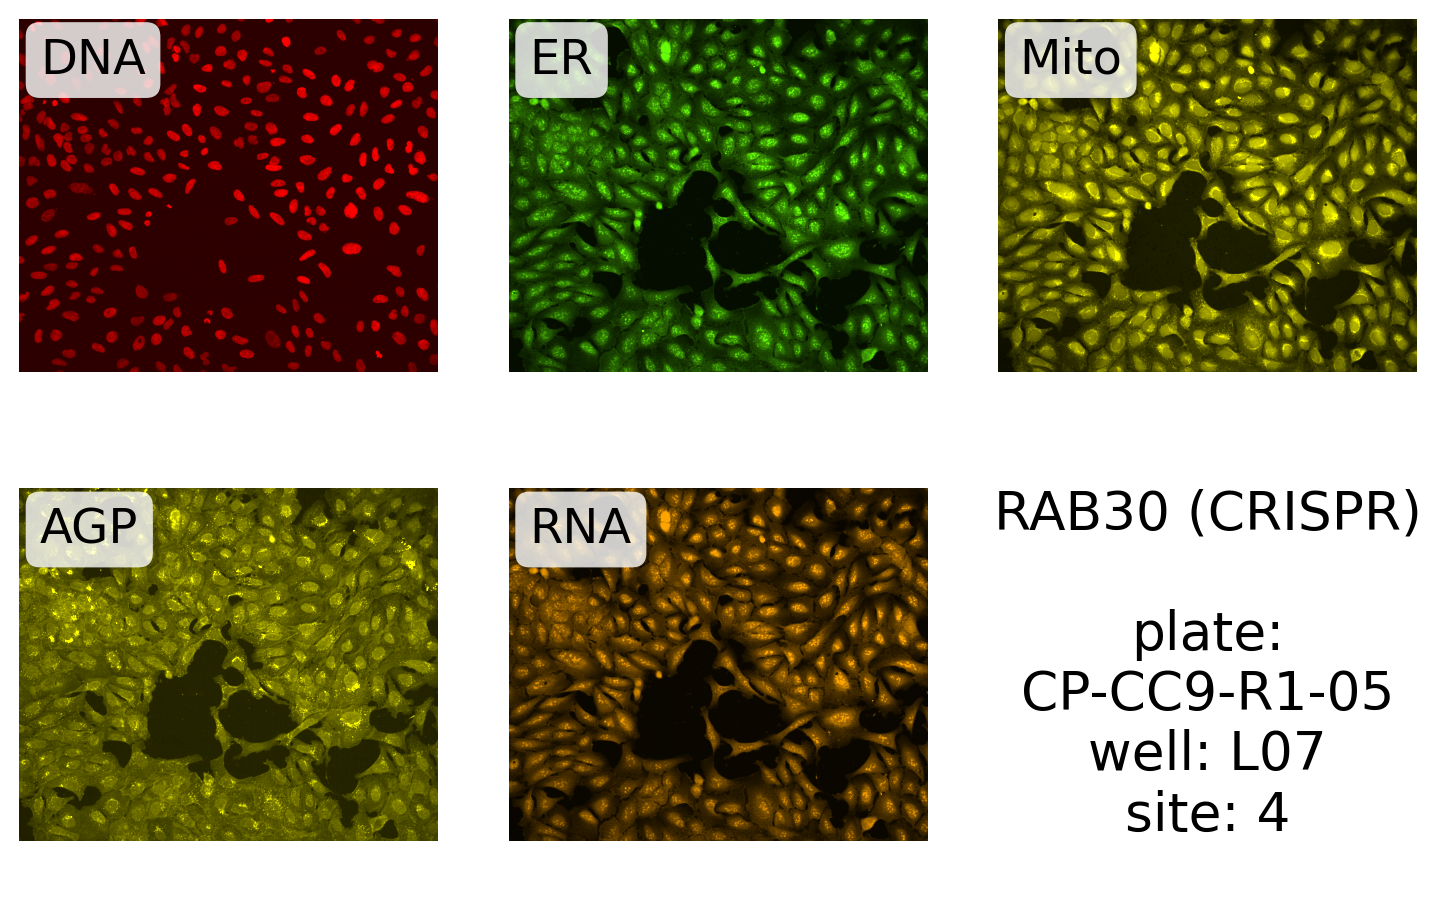 DNA
ER
Mito
AGP
RNA
RAB30 (CRISPR)
plate:
CP-CC9-R1-05
well: L07
site: 4